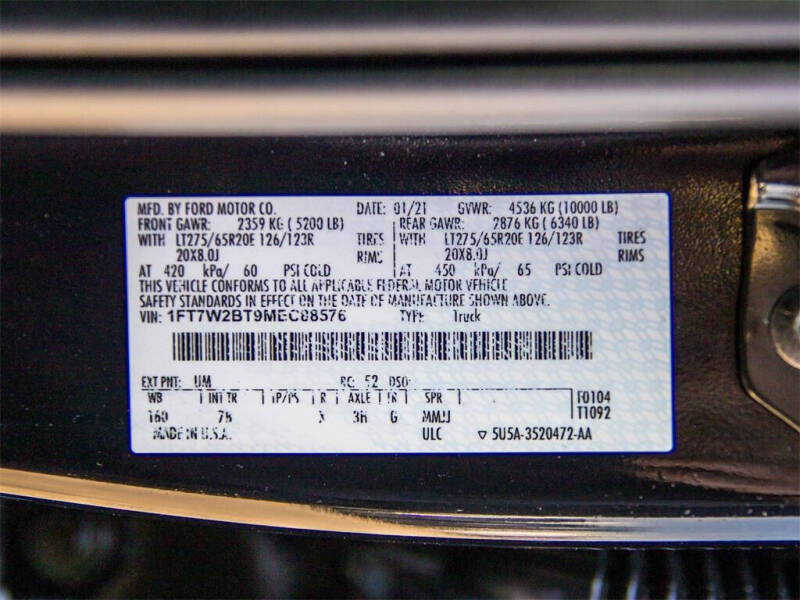 MFD. BY FORD MOTOR CO. DATE: 01/21 GVWR: 4536 KG (10000 LB)
FRONT GAWR: 2359 KG ( 5200 LB) REAR GAWR: 2876 KG ( 6340 LB)
WITH LT275/65R20E 126/123R TIRES WITH LT275/65R20E 126/123R TIRES
20X8.0J RIMS 20X8.0J RIMS
AT 420 kPa/ 60 PSI COLD AT 450 kPa/ 65 PSI COLD
THIS VEHICLE CONFORMS TO ALL APPLICABLE FEDERAL MOTOR VEHICLE
SAFETY STANDARDS IN EFFECT ON THE DATE OF MANUFACTURE SHOWN ABOVE.
VIN: 1FT7W2BT9MEC88576 TYPE: Truck
EXT PNT: UM RC: 52 DSO:
WB INT TR TP/PS R AXLE TR SPR F0104
160 7B X 3H G T1092
MADE IN U.S.A. ULC ▽ 5U5A-3520472-AA